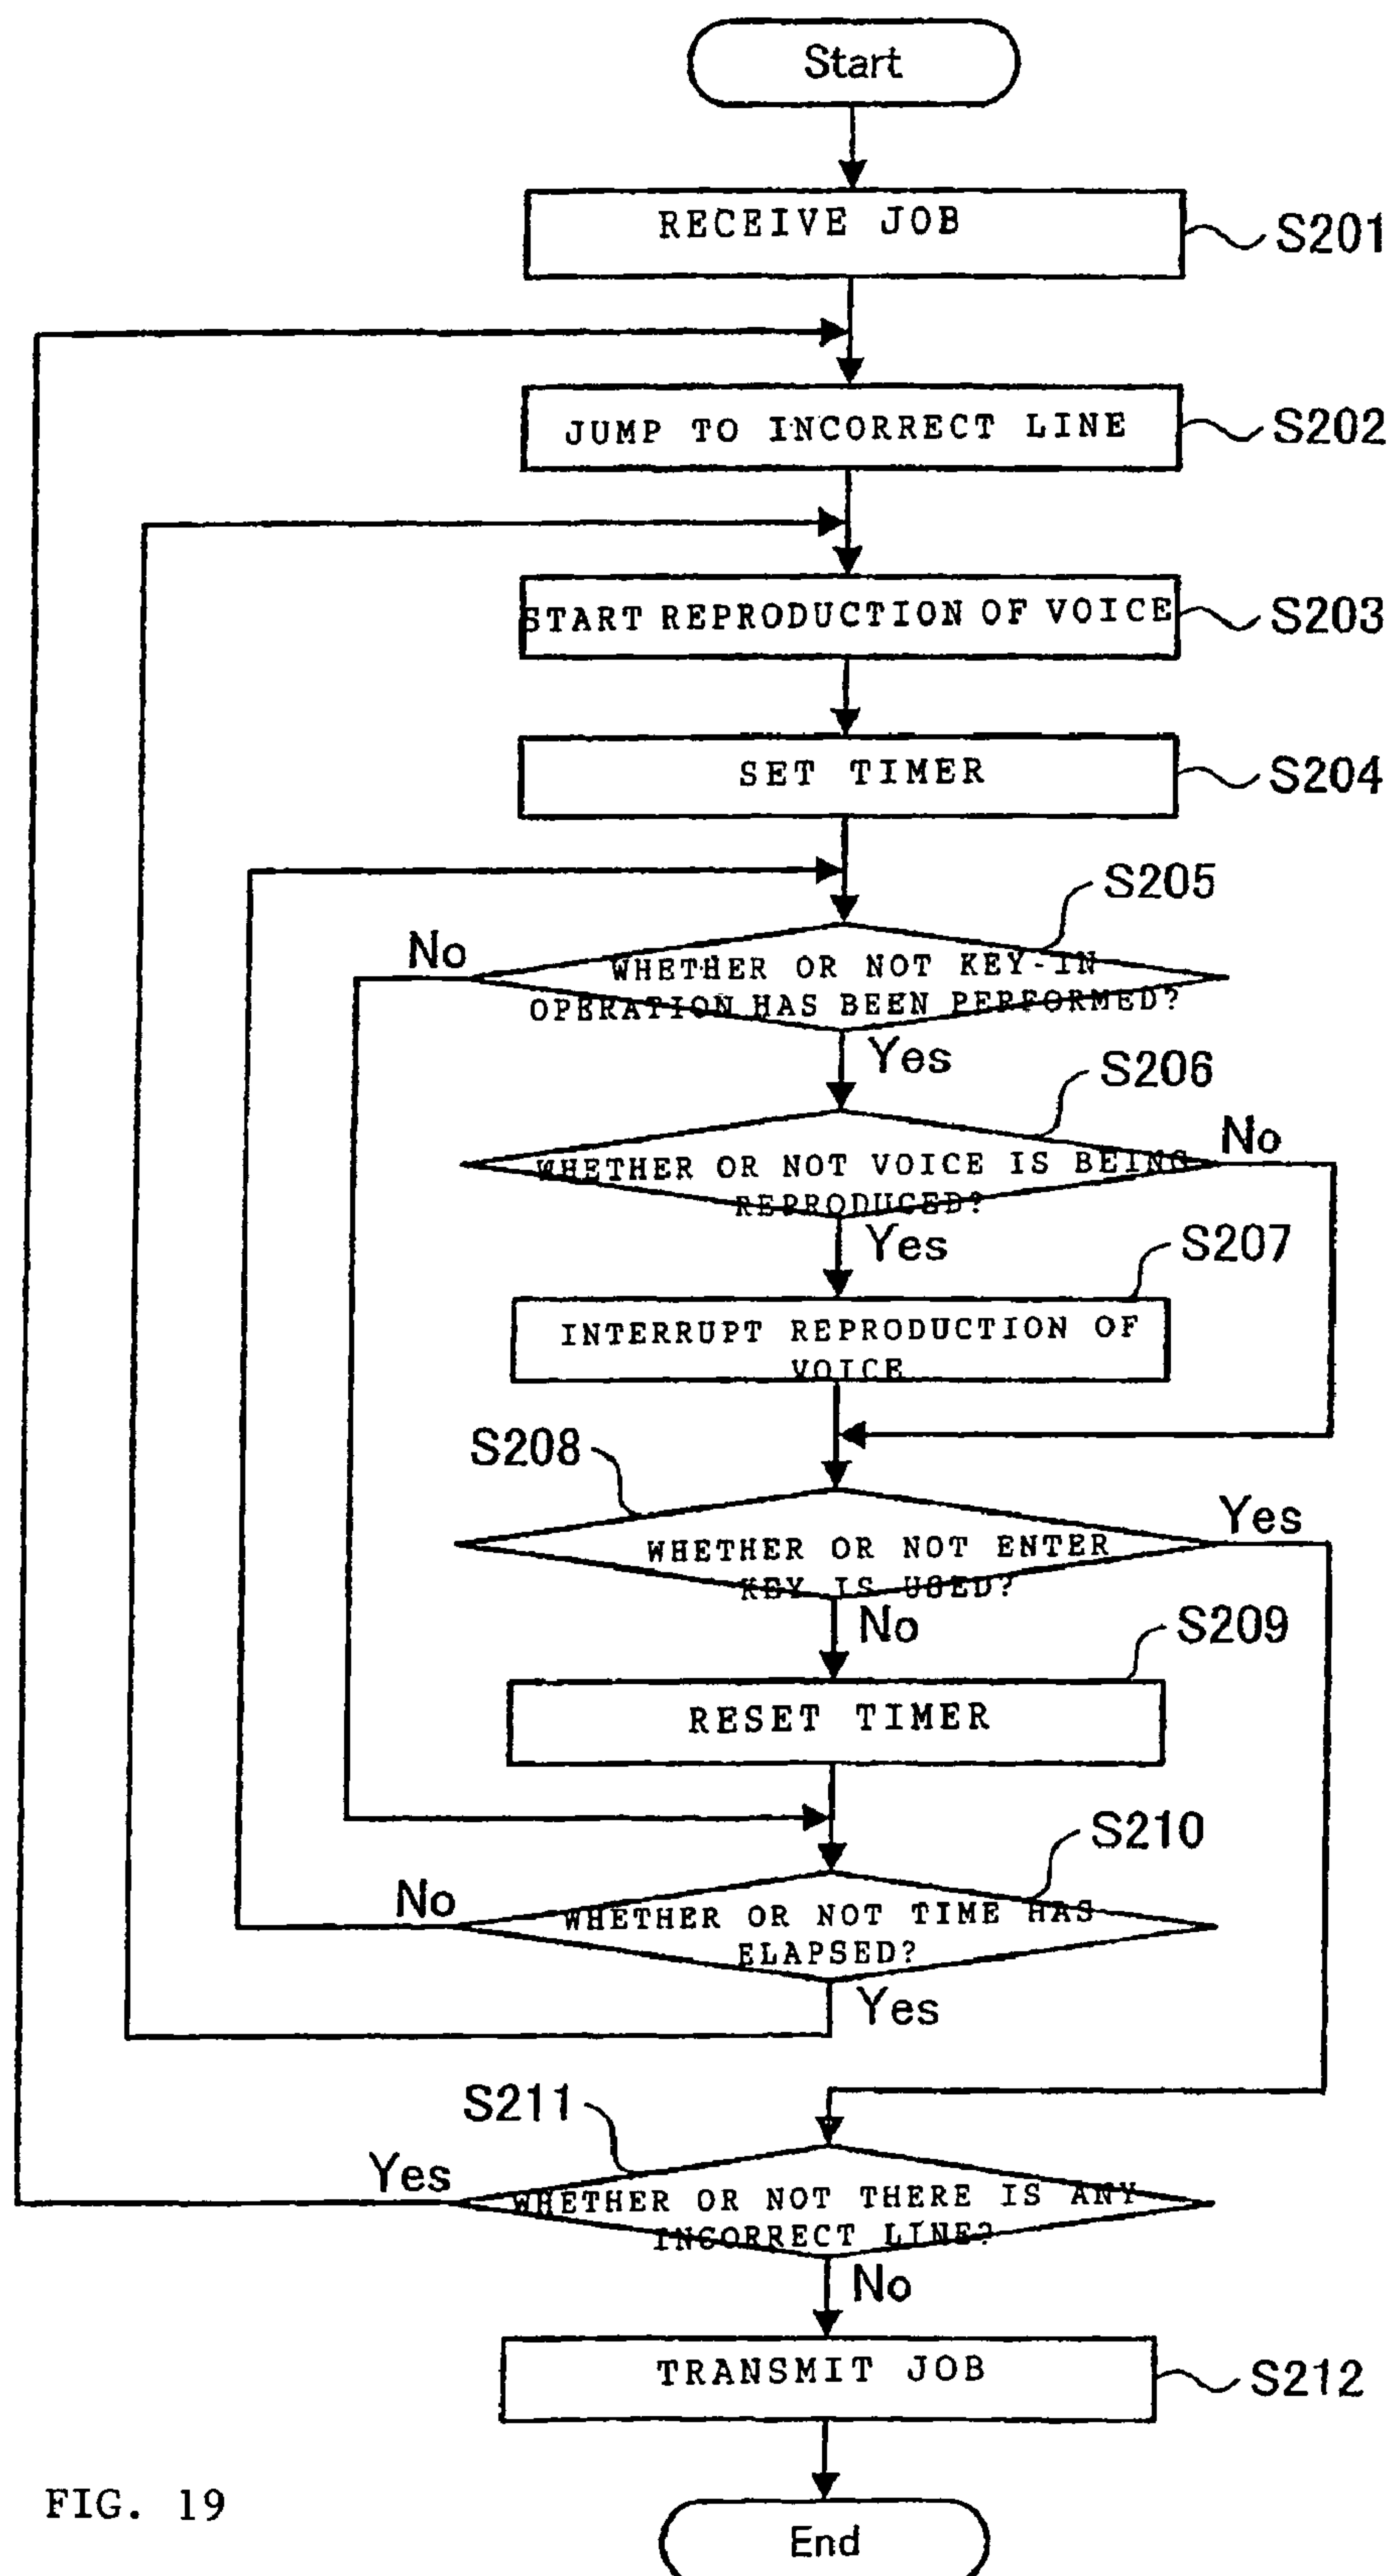 Start
RECEIVE JOB
S201
JUMP TO INCORRECT LINE
S202
START REPRODUCTION OF VOICE
S203
SET TIMER
S204
S205
No
WHETHER OR NOT KEY-IN
OPERATION HAS BEEN PERFORMED?
Yes
S206
No
WHETHER OR NOT VOICE IS BEING
REPRODUCED?
Yes
S207
INTERRUPT REPRODUCTION OF
VOICE
S208
Yes
WHETHER OR NOT ENTER
KEY IS USED?
No
S209
RESET TIMER
S210
No
WHETHER OR NOT TIME HAS
ELAPSED?
Yes
S211
Yes
WHETHER OR NOT THERE IS ANY
INCORRECT LINE?
No
TRANSMIT JOB
S212
FIG. 19
End